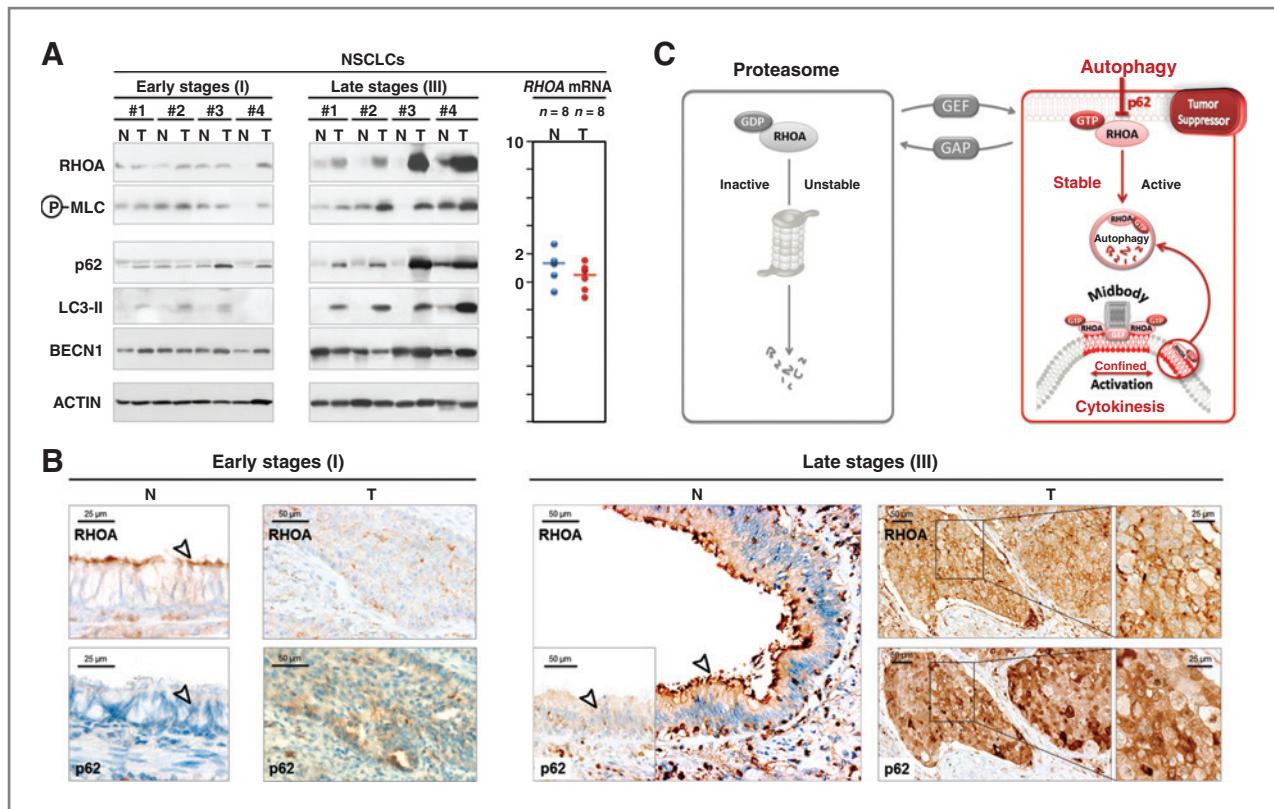 A
NSCLCs
Early stages (I)
Late stages (III)
RHOA mRNA
#1 #2 #3 #4
#1 #2 #3 #4
n = 8 n = 8
N T N T N T N T
N T N T N T N T
N T
RHOA
P-MLC
p62
LC3-II
BECN1
ACTIN
10
2
0
C
Proteasome
GDP
RHOA
Inactive
Unstable
GEF
GAP
Autophagy
p62
Tumor
Suppressor
GTP
RHOA
Stable
Active
RHOA
GTP
Autophagy
Midbody
GTP
GTP
RHOA
GEF
RHOA
Confined
Activation
Cytokinesis
B
Early stages (I)
Late stages (III)
N
T
N
T
25 µm
RHOA
50 µm
RHOA
50 µm
RHOA
50 µm
RHOA
25 µm
25 µm
p62
50 µm
p62
50 µm
p62
50 µm
p62
25 µm